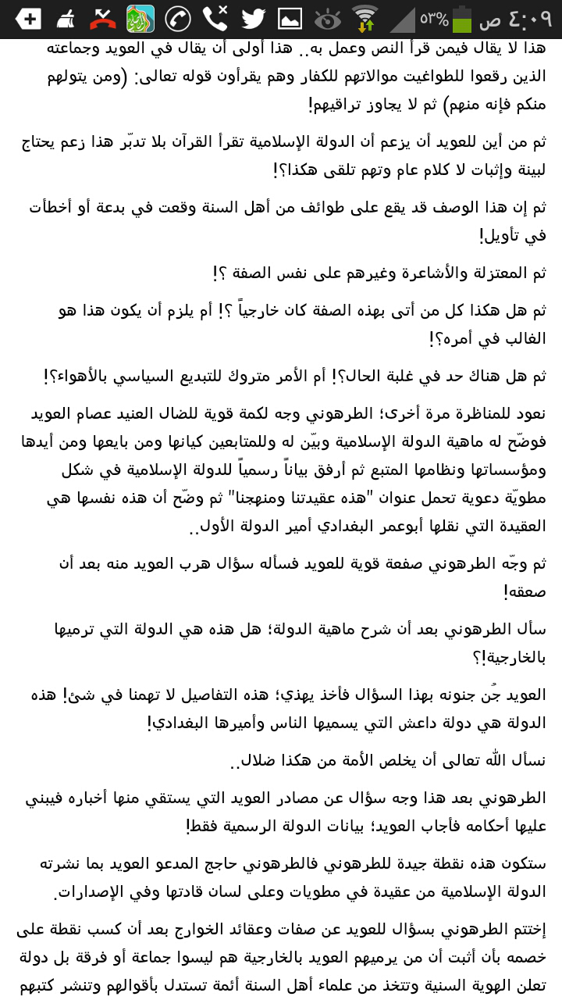 ٤:٠٩ ص ٥٣%
هذا لا يقال فيمن قرأ النص وعمل به.. هذا أولى أن يقال في العويد وجماعته
الذين رقعوا للطواغيت موالاتهم للكفار وهم يقرأون قوله تعالى: (ومن يتولهم
منكم فإنه منهم) ثم لا يجاوز تراقيهم!
ثم من أين للعويد أن يزعم أن الدولة الإسلامية تقرأ القرآن بلا تدبّر هذا زعم يحتاج
لبينة وإثبات لا كلام عام وتهم تلقى هكذا؟!
ثم إن هذا الوصف قد يقع على طوائف من أهل السنة وقعت في بدعة أو أخطأت
في تأويل!
ثم المعتزلة والأشاعرة وغيرهم على نفس الصفة ؟!
ثم هل هكذا كل من أتى بهذه الصفة كان خارجياً ؟! أم يلزم أن يكون هذا هو
الغالب في أمره؟!
ثم هل هناك حد في غلبة الحال؟! أم الأمر متروك للتبديع السياسي بالأهواء؟!
نعود للمناظرة مرة أخرى؛ الطرهوني وجه لكمة قوية للضال العنيد عصام العويد
فوضّح له ماهية الدولة الإسلامية وبيّن له وللمتابعين كيانها ومن بايعها ومن أيدها
ومؤسساتها ونظامها المتبع ثم أرفق بياناً رسمياً للدولة الإسلامية في شكل
مطويّة دعوية تحمل عنوان "هذه عقيدتنا ومنهجنا" ثم وضّح أن هذه نفسها هي
العقيدة التي نقلها أبوعمر البغدادي أمير الدولة الأول..
ثم وجّه الطرهوني صفعة قوية للعويد فسأله سؤال هرب العويد منه بعد أن
صعقه!
سأل الطرهوني بعد أن شرح ماهية الدولة؛ هل هذه هي الدولة التي ترميها
بالخارجية!؟
العويد جُن جنونه بهذا السؤال فأخذ يهذي؛ هذه التفاصيل لا تهمنا في شئ! هذه
الدولة هي دولة داعش التي يسميها الناس وأميرها البغدادي!
نسأل الله تعالى أن يخلص الأمة من هكذا ضلال..
الطرهوني بعد هذا وجه سؤال عن مصادر العويد التي يستقي منها أخباره فيبني
عليها أحكامه فأجاب العويد؛ بيانات الدولة الرسمية فقط!
ستكون هذه نقطة جيدة للطرهوني فالطرهوني حاجج المدعو العويد بما نشرته
الدولة الإسلامية من عقيدة في مطويات وعلى لسان قادتها وفي الإصدارات.
إختتم الطرهوني بسؤال للعويد عن صفات وعقائد الخوارج بعد أن كسب نقطة على
خصمه بأن أثبت أن من يرميهم العويد بالخارجية هم ليسوا جماعة أو فرقة بل دولة
تعلن الهوية السنية وتتخذ من علماء أهل السنة أئمة تستدل بأقوالهم وتنشر كتبهم